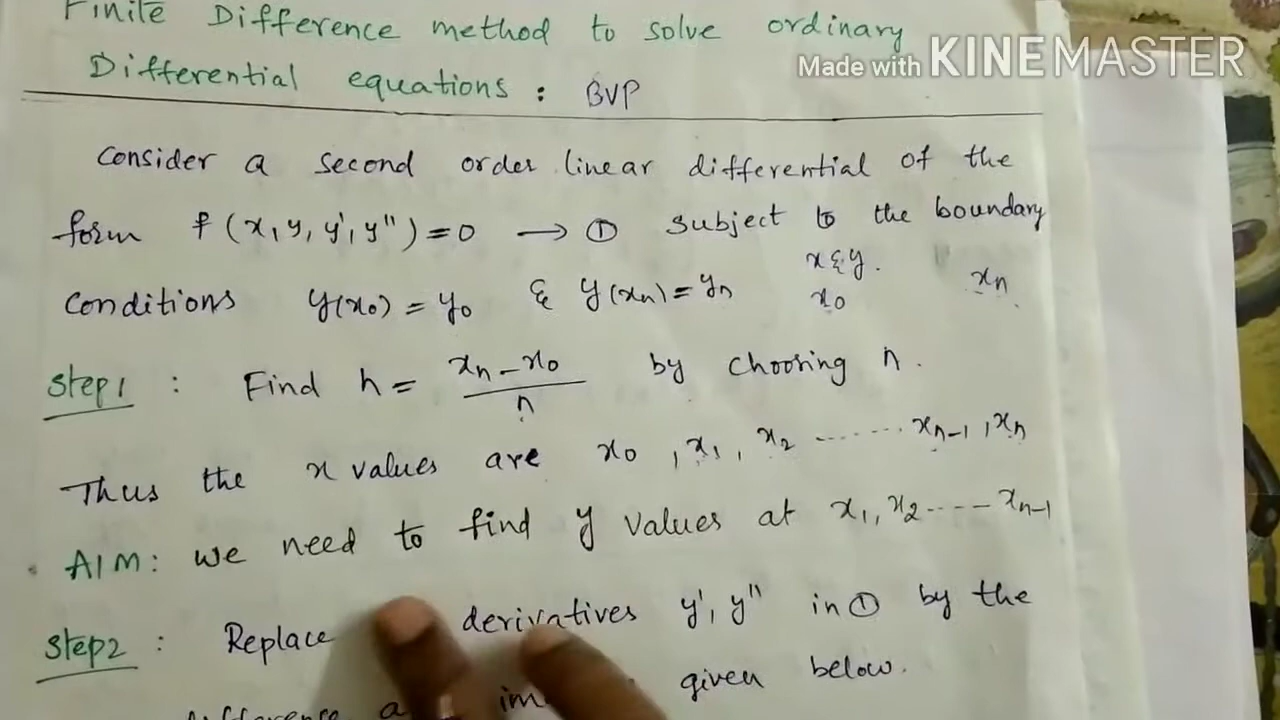 Finite Difference method to solve ordinary
Made with KINEMASTER
Differential equations : BVP
Consider a second order linear differential of the
form f(x, y, y', y'') = 0 → ① subject to the boundary
x & y.
conditions y(x₀) = y₀ & y(xₙ) = yₙ x₀ xₙ
Step1 : Find h = (xₙ - x₀)/n by choosing n.
Thus the x values are x₀, x₁, x₂ ........ xₙ₋₁, xₙ
AIM: we need to find y values at x₁, x₂ ---- xₙ₋₁
Step2 : Replace derivatives y', y'' in ① by the
difference given below.